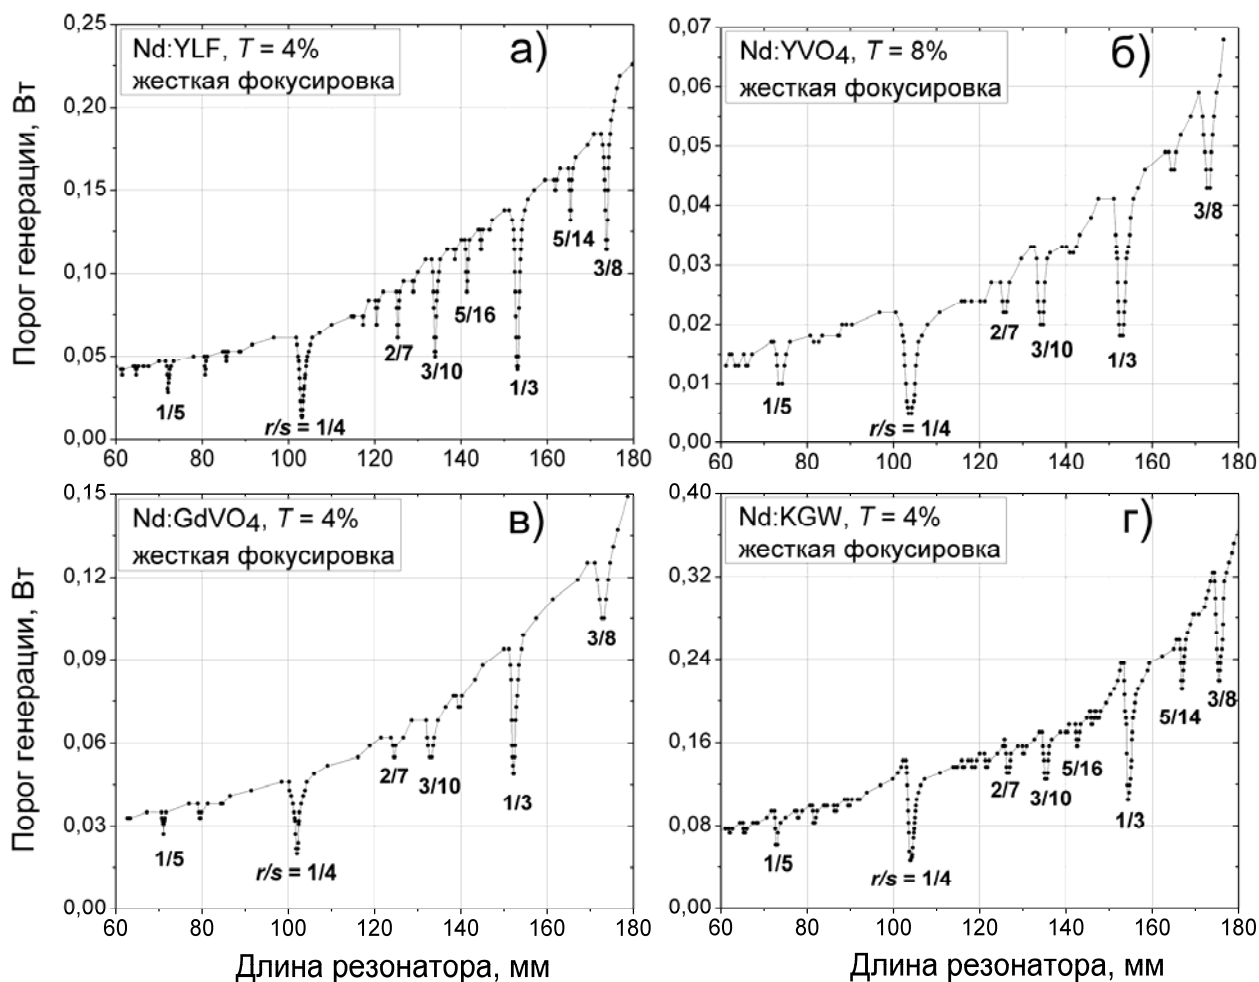 Порог генерации, Вт
0,25
0,20
0,15
0,10
0,05
0,00
Nd:YLF, T = 4%
жесткая фокусировка
а)
1/5
r/s = 1/4
2/7
3/10
5/16
1/3
5/14
3/8
60 80 100 120 140 160 180
0,07
0,06
0,05
0,04
0,03
0,02
0,01
0,00
Nd:YVO4, T = 8%
жесткая фокусировка
б)
1/5
r/s = 1/4
2/7
3/10
1/3
3/8
60 80 100 120 140 160 180
Порог генерации, Вт
0,15
0,12
0,09
0,06
0,03
0,00
Nd:GdVO4, T = 4%
жесткая фокусировка
в)
1/5
r/s = 1/4
2/7
3/10
1/3
3/8
60 80 100 120 140 160 180
Длина резонатора, мм
0,40
0,32
0,24
0,16
0,08
0,00
Nd:KGW, T = 4%
жесткая фокусировка
г)
1/5
r/s = 1/4
2/7
3/10
5/16
1/3
5/14
3/8
60 80 100 120 140 160 180
Длина резонатора, мм